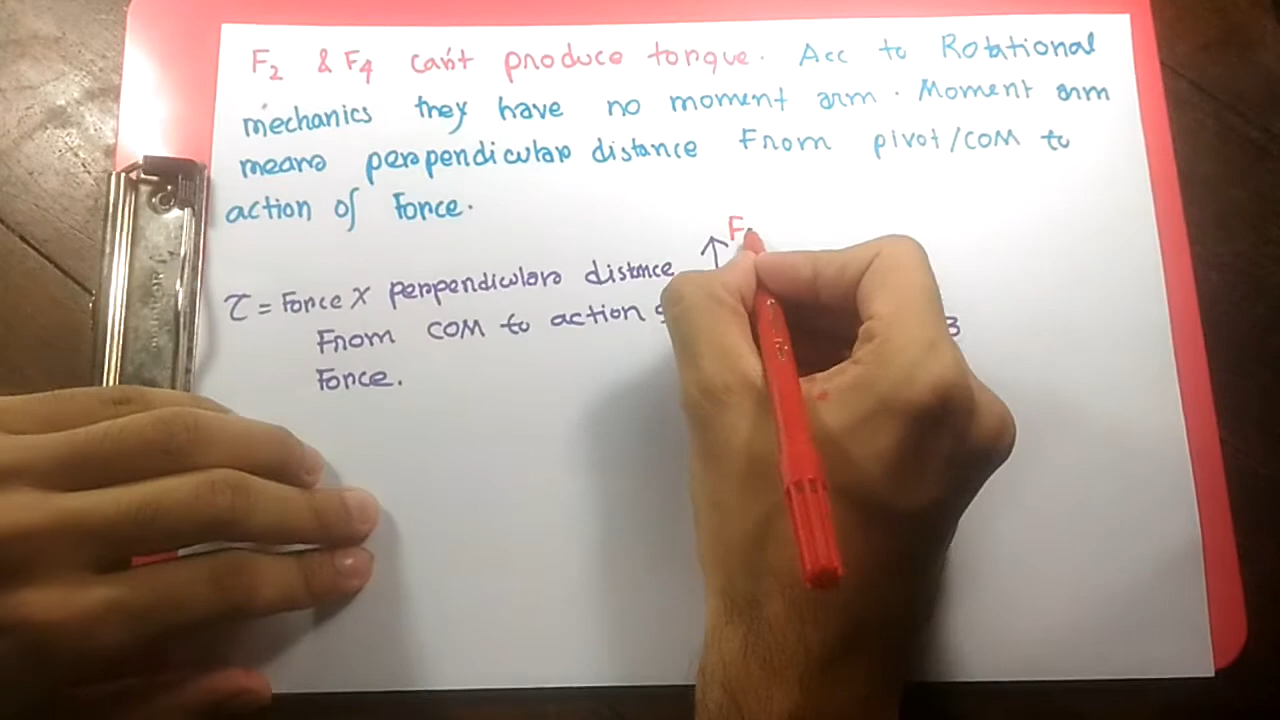 F2 & F4 can't produce torque. Acc to Rotational
mechanics they have no moment arm. Moment arm
means perpendicular distance From pivot/COM to
action of Force.
τ = Force X perpendicular distance
From COM to action
Force.
F
3